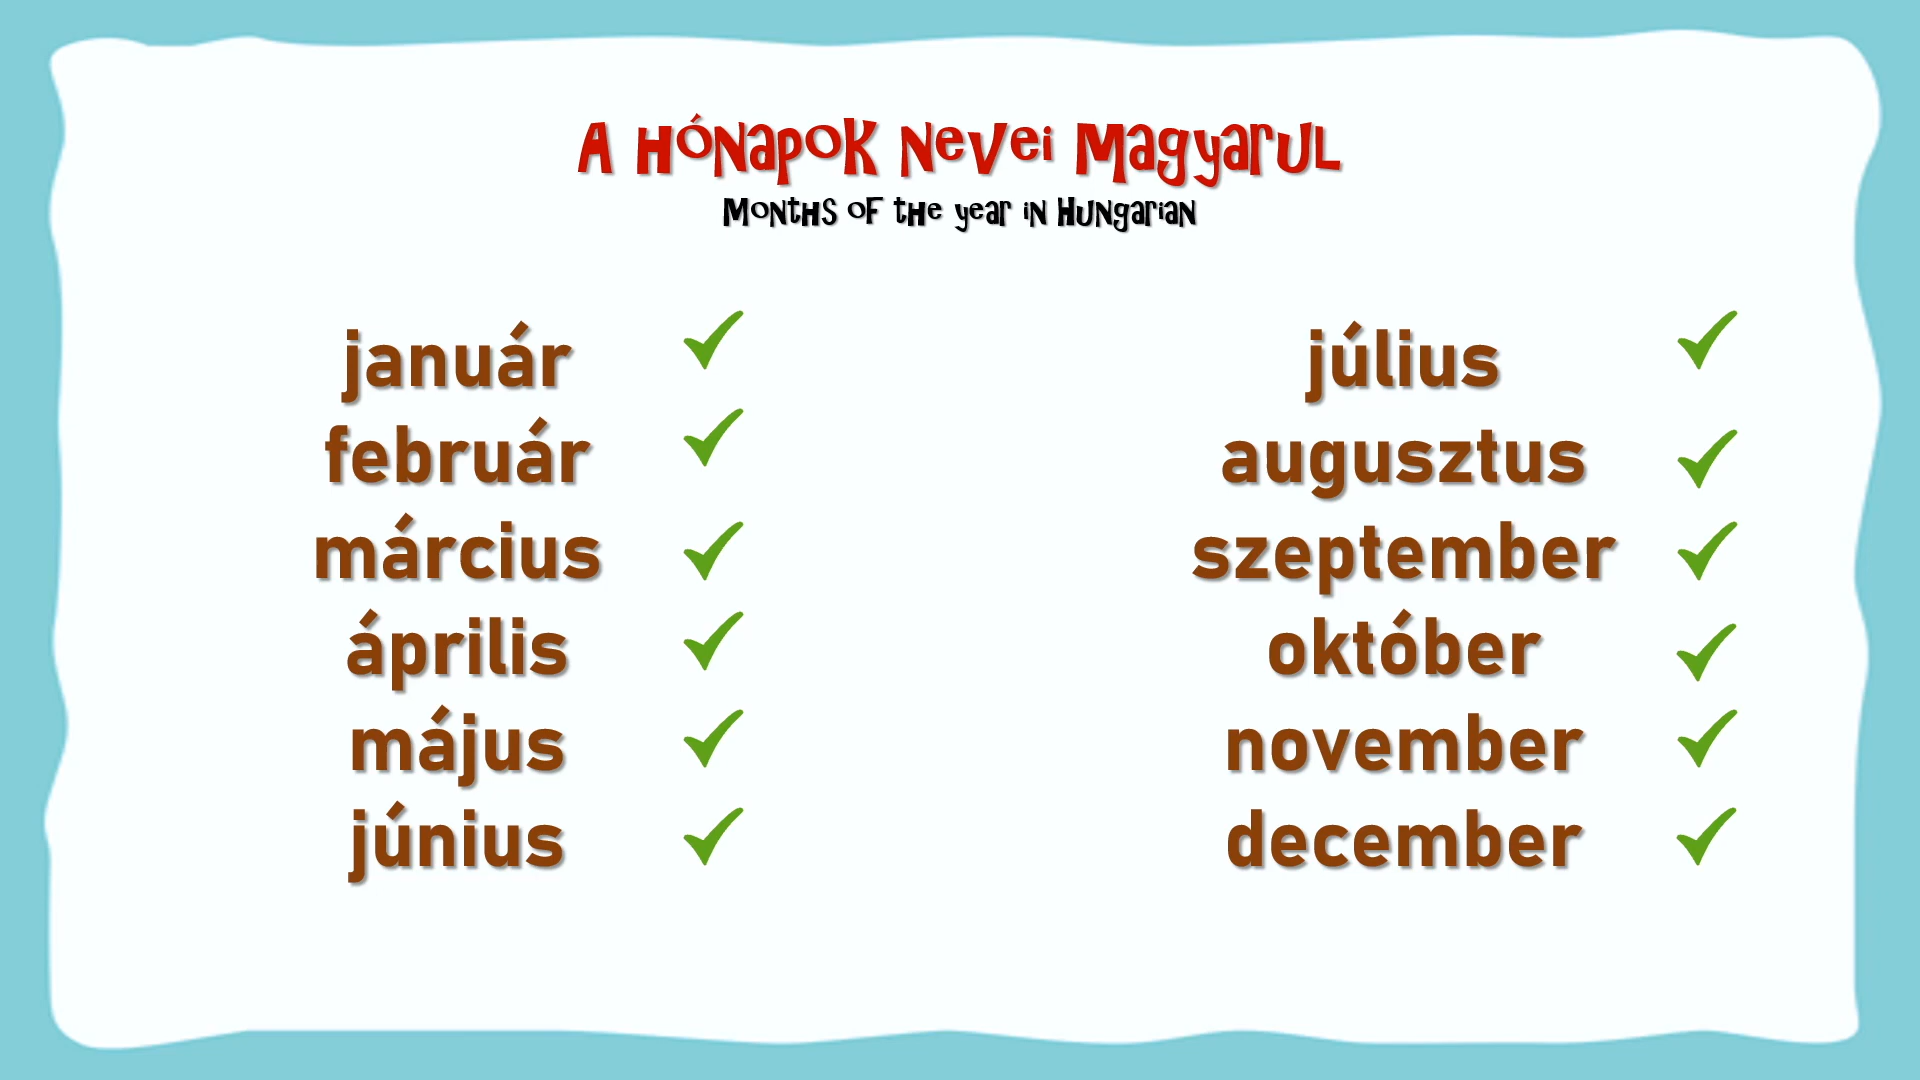 A Hónapok Nevei Magyarul
Months of the year in Hungarian
január
február
március
április
május
június
július
augusztus
szeptember
október
november
december